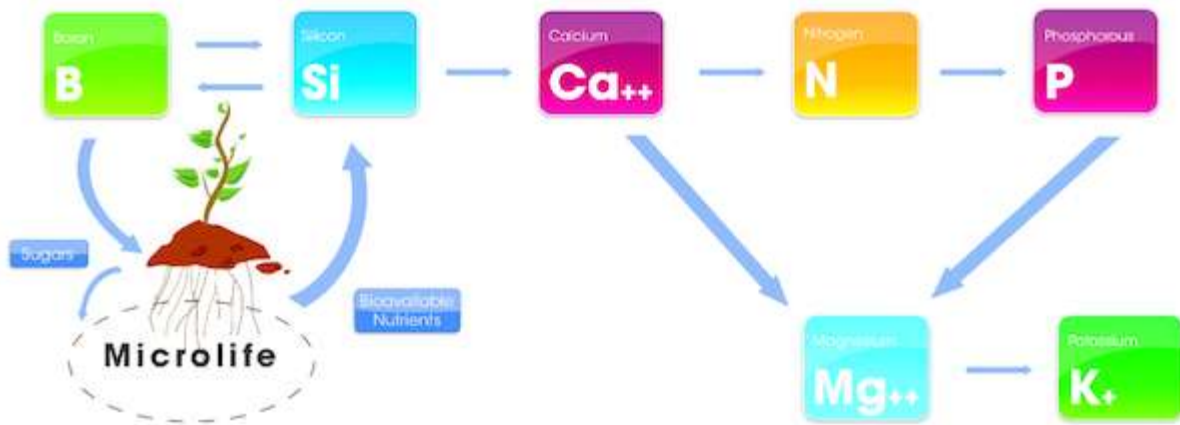 Boron
B
Silicon
Si
Calcium
Ca++
Nitrogen
N
Phosphorous
P
Sugars
Bioavailable
Nutrients
Microlife
Magnesium
Mg++
Potassium
K+